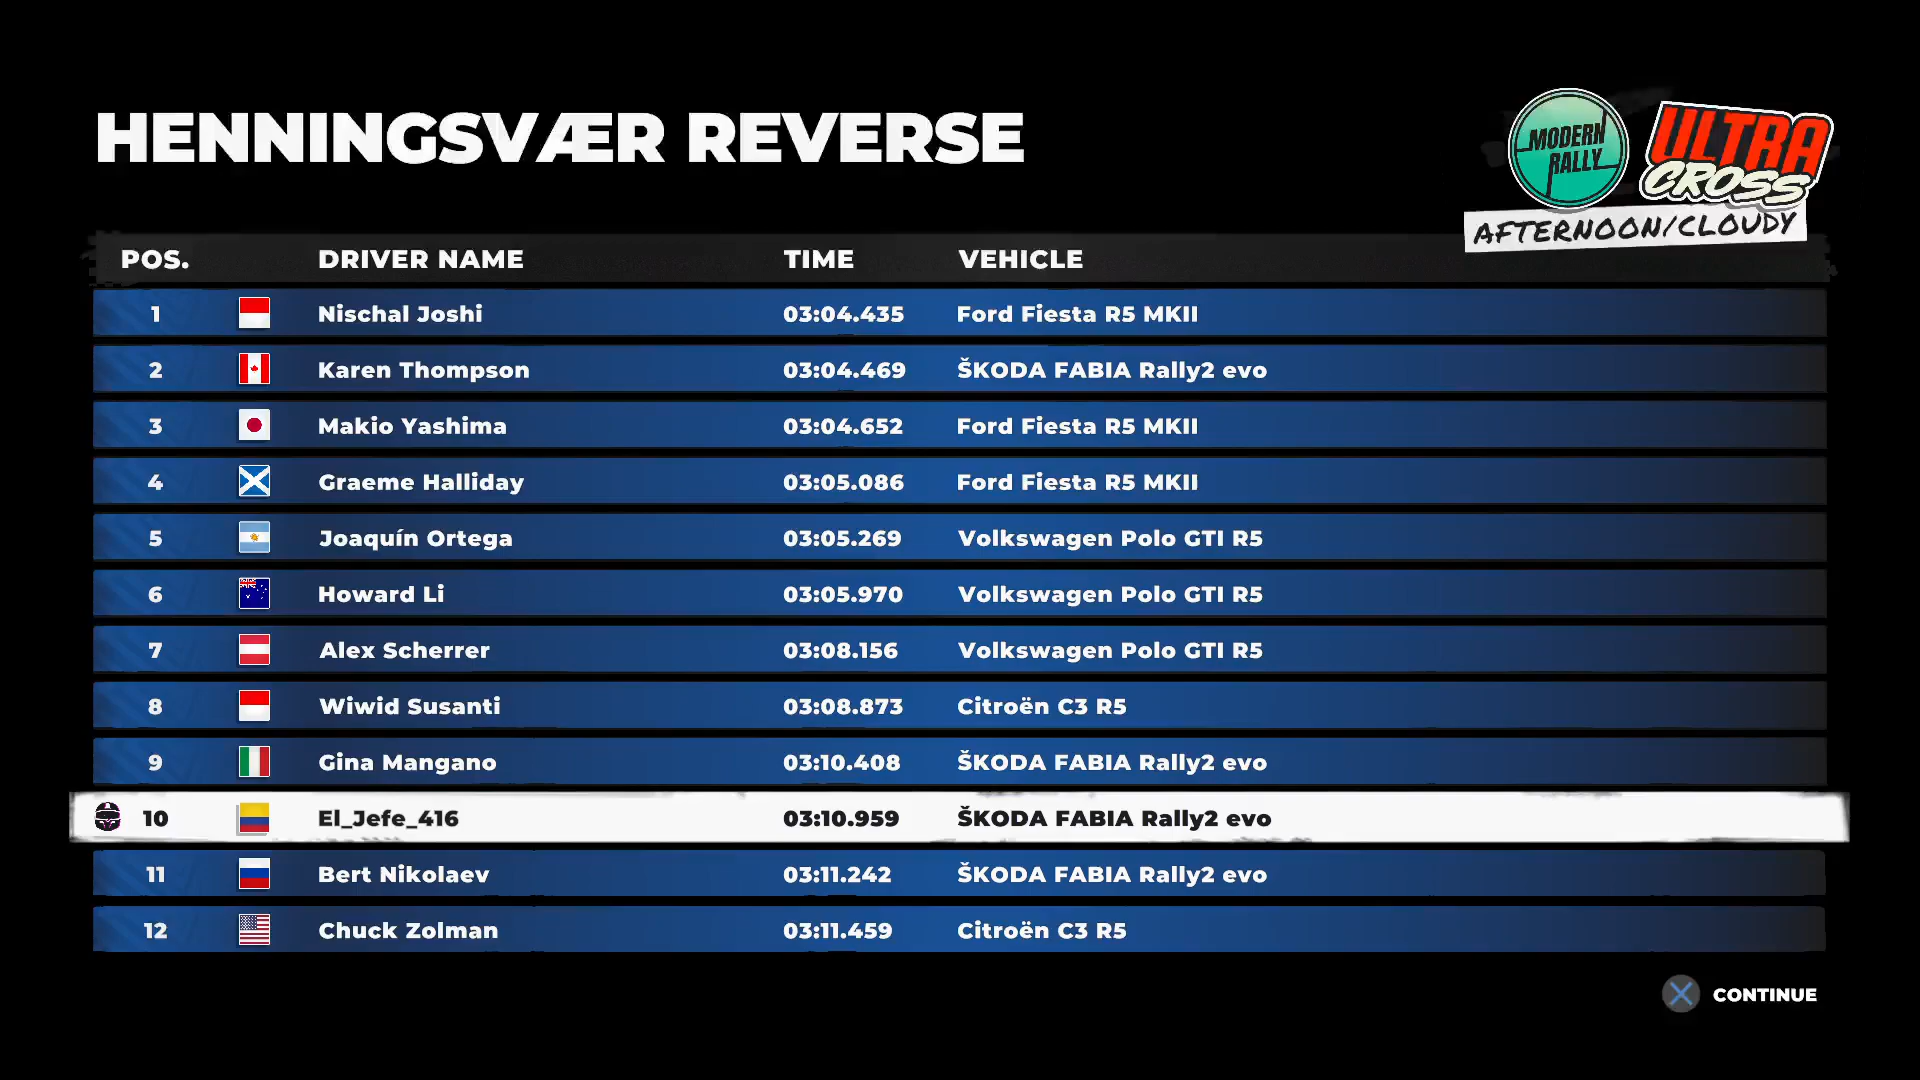 HENNINGSVÆR REVERSE
MODERN
RALLY
ULTRA
CROSS
AFTERNOON/CLOUDY
POS. DRIVER NAME TIME VEHICLE
1 Nischal Joshi 03:04.435 Ford Fiesta R5 MKII
2 Karen Thompson 03:04.469 ŠKODA FABIA Rally2 evo
3 Makio Yashima 03:04.652 Ford Fiesta R5 MKII
4 Graeme Halliday 03:05.086 Ford Fiesta R5 MKII
5 Joaquín Ortega 03:05.269 Volkswagen Polo GTI R5
6 Howard Li 03:05.970 Volkswagen Polo GTI R5
7 Alex Scherrer 03:08.156 Volkswagen Polo GTI R5
8 Wiwid Susanti 03:08.873 Citroën C3 R5
9 Gina Mangano 03:10.408 ŠKODA FABIA Rally2 evo
10 El_Jefe_416 03:10.959 ŠKODA FABIA Rally2 evo
11 Bert Nikolaev 03:11.242 ŠKODA FABIA Rally2 evo
12 Chuck Zolman 03:11.459 Citroën C3 R5
CONTINUE